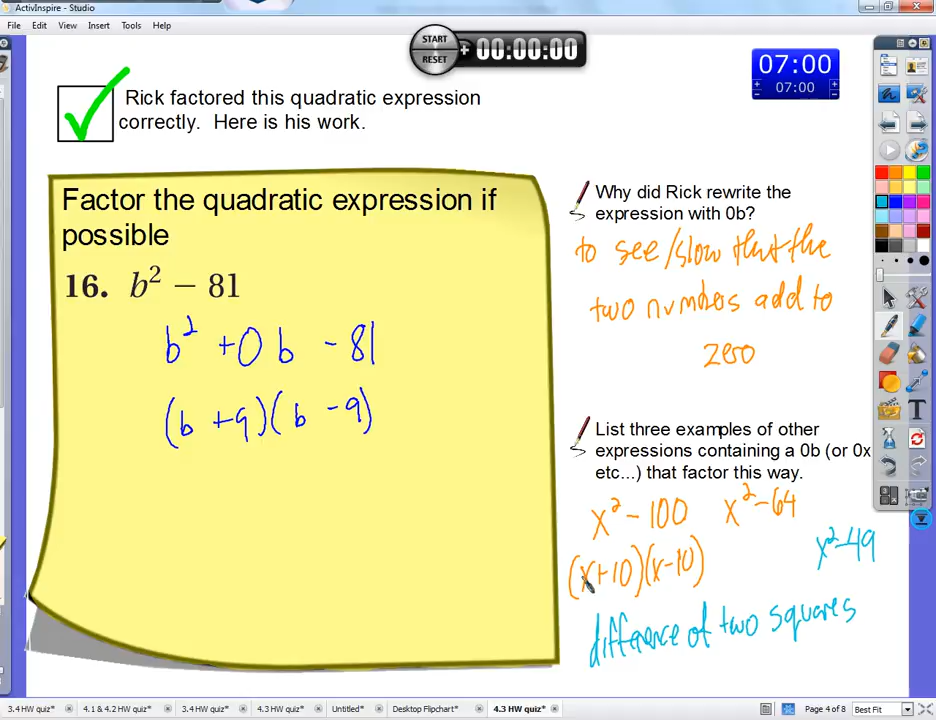 ActivInspire - Studio
File Edit View Insert Tools Help
START
RESET
00:00:00
07:00
07:00
Rick factored this quadratic expression
correctly. Here is his work.
Factor the quadratic expression if
possible
16. b² − 81
b² +0b -81
(b +9)(b -9)
Why did Rick rewrite the
expression with 0b?
to see/show that the
two numbers add to
zero
List three examples of other
expressions containing a 0b (or 0x
etc...) that factor this way.
x²-100 x²-64
x²-49
(x+10)(x-10)
difference of two squares
3.4 HW quiz* 4.1 & 4.2 HW quiz* 3.4 HW quiz* 4.3 HW quiz* Untitled* Desktop Flipchart* 4.3 HW quiz* Page 4 of 8 Best Fit